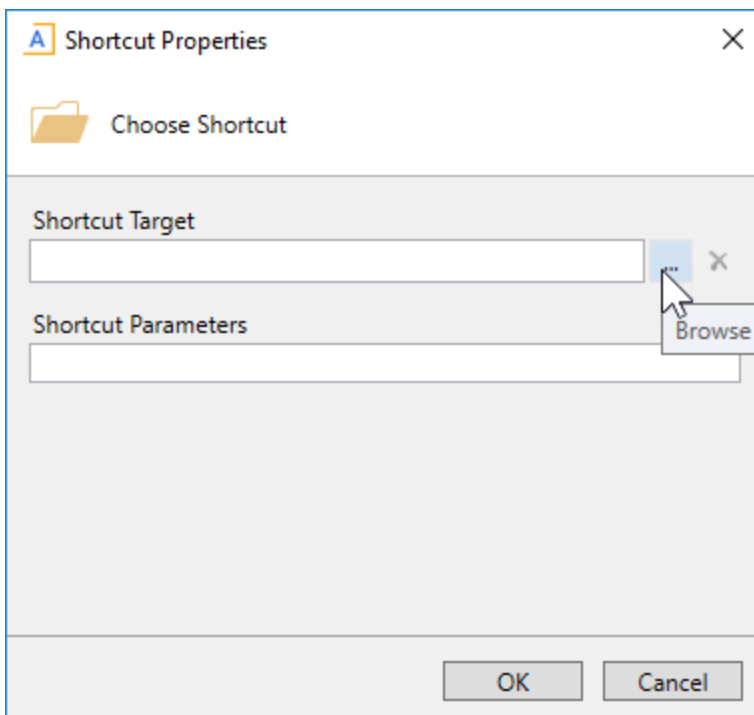 A Shortcut Properties
Choose Shortcut
Shortcut Target
...
Shortcut Parameters
Browse
OK
Cancel